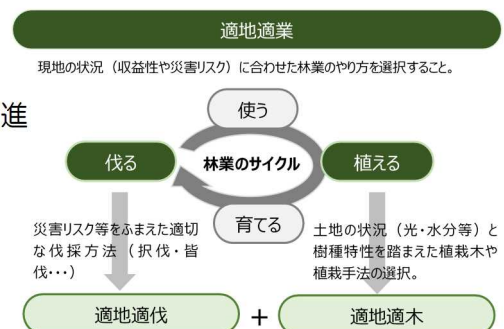 適地適業
現地の状況（収益性や災害リスク）に合わせた林業のやり方を選択すること。
進
使う
伐る
林業のサイクル
植える
育てる
災害リスク等をふまえた適切
な伐採方法（択伐・皆
伐・・・）
土地の状況（光・水分等）と
樹種特性を踏まえた植栽木や
植栽手法の選択。
適地適伐
+
適地適木